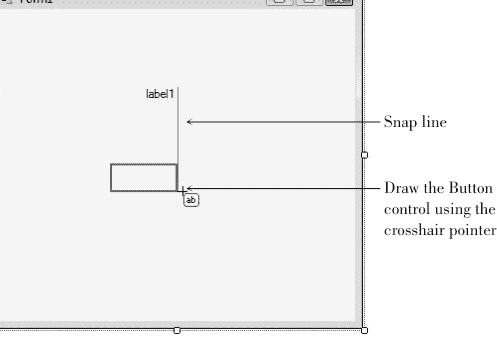 label1
Snap line
ab
Draw the Button
control using the
crosshair pointer